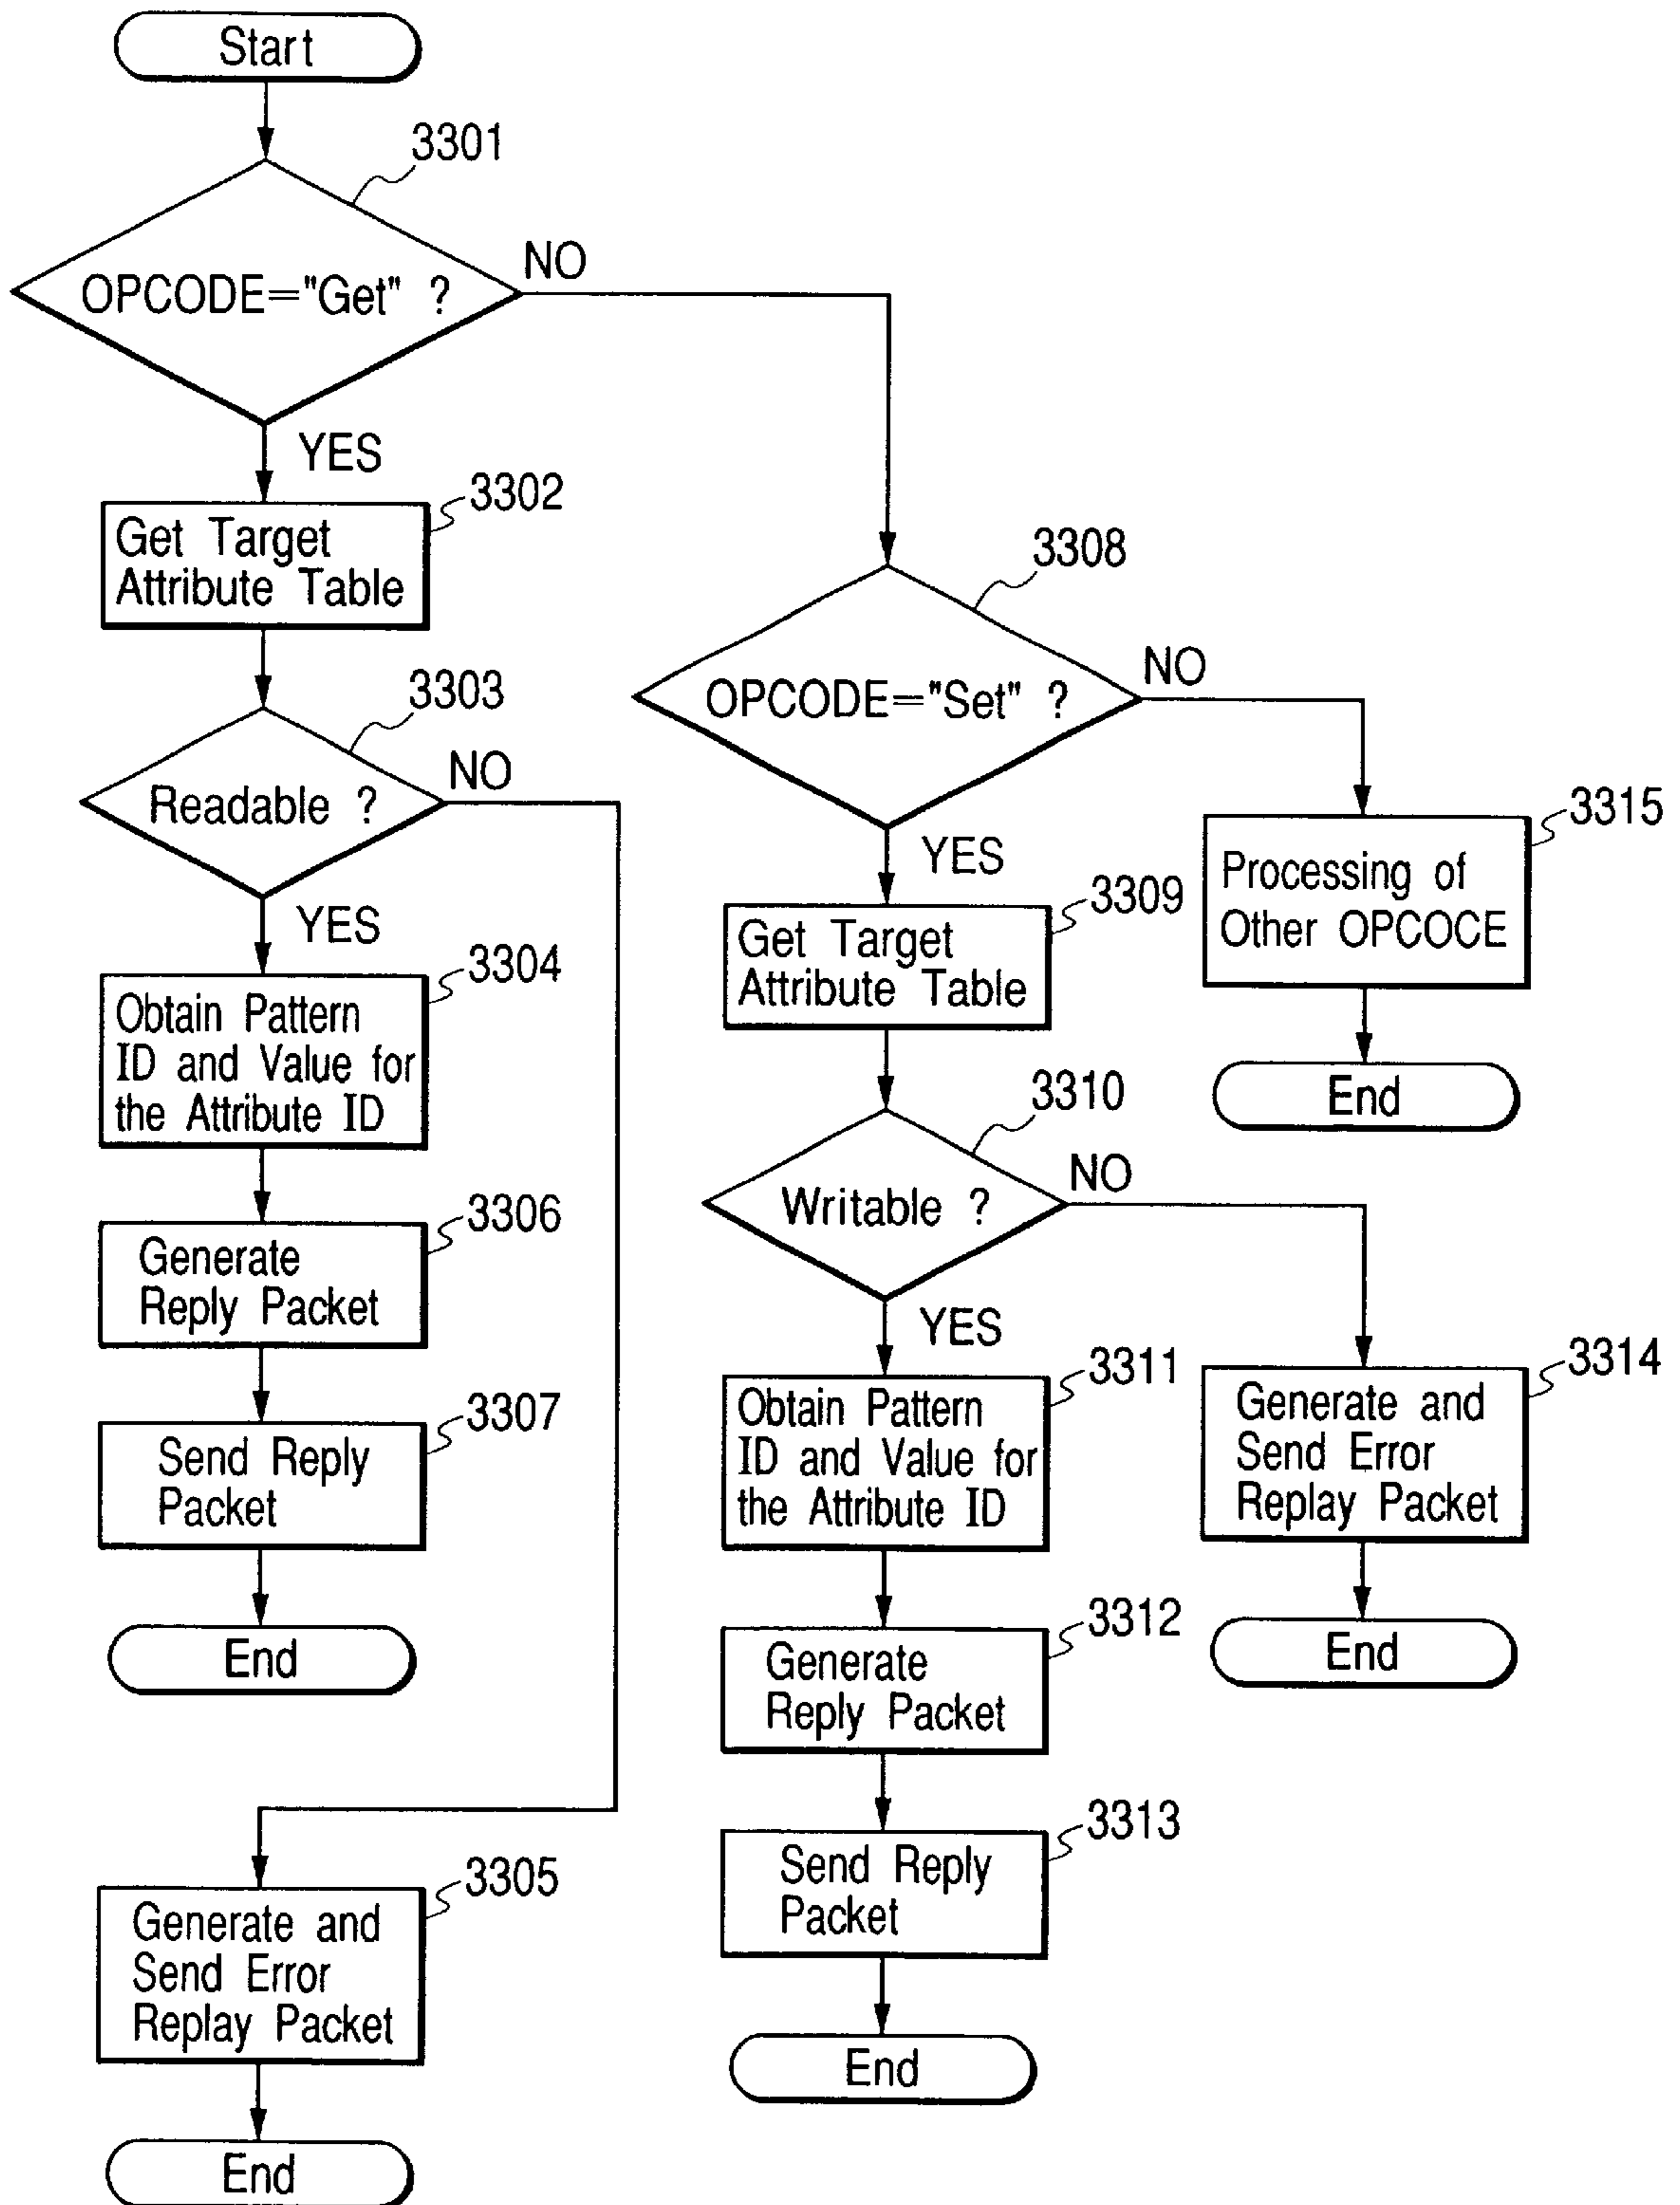 Start
3301
OPCODE="Get" ?
NO
YES
3302
Get Target
Attribute Table
3303
Readable ?
NO
YES
3304
Obtain Pattern
ID and Value for
the Attribute ID
3306
Generate
Reply Packet
3307
Send Reply
Packet
End
3305
Generate and
Send Error
Replay Packet
End
3308
OPCODE="Set" ?
NO
YES
3309
Get Target
Attribute Table
3310
Writable ?
NO
YES
3311
Obtain Pattern
ID and Value for
the Attribute ID
3312
Generate
Reply Packet
3313
Send Reply
Packet
End
3315
Processing of
Other OPCOCE
End
3314
Generate and
Send Error
Replay Packet
End